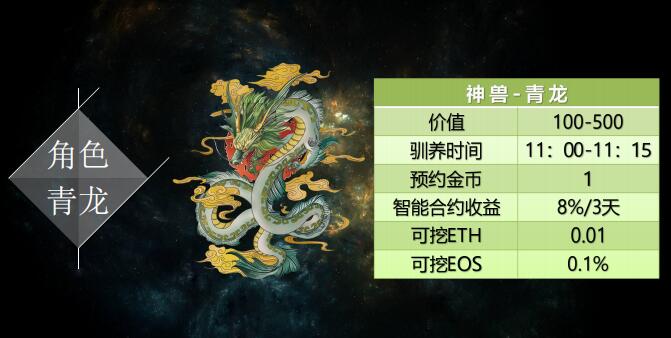 角色
青龙
神兽-青龙
价值 100-500
驯养时间 11：00-11：15
预约金币 1
智能合约收益 8%/3天
可挖ETH 0.01
可挖EOS 0.1%